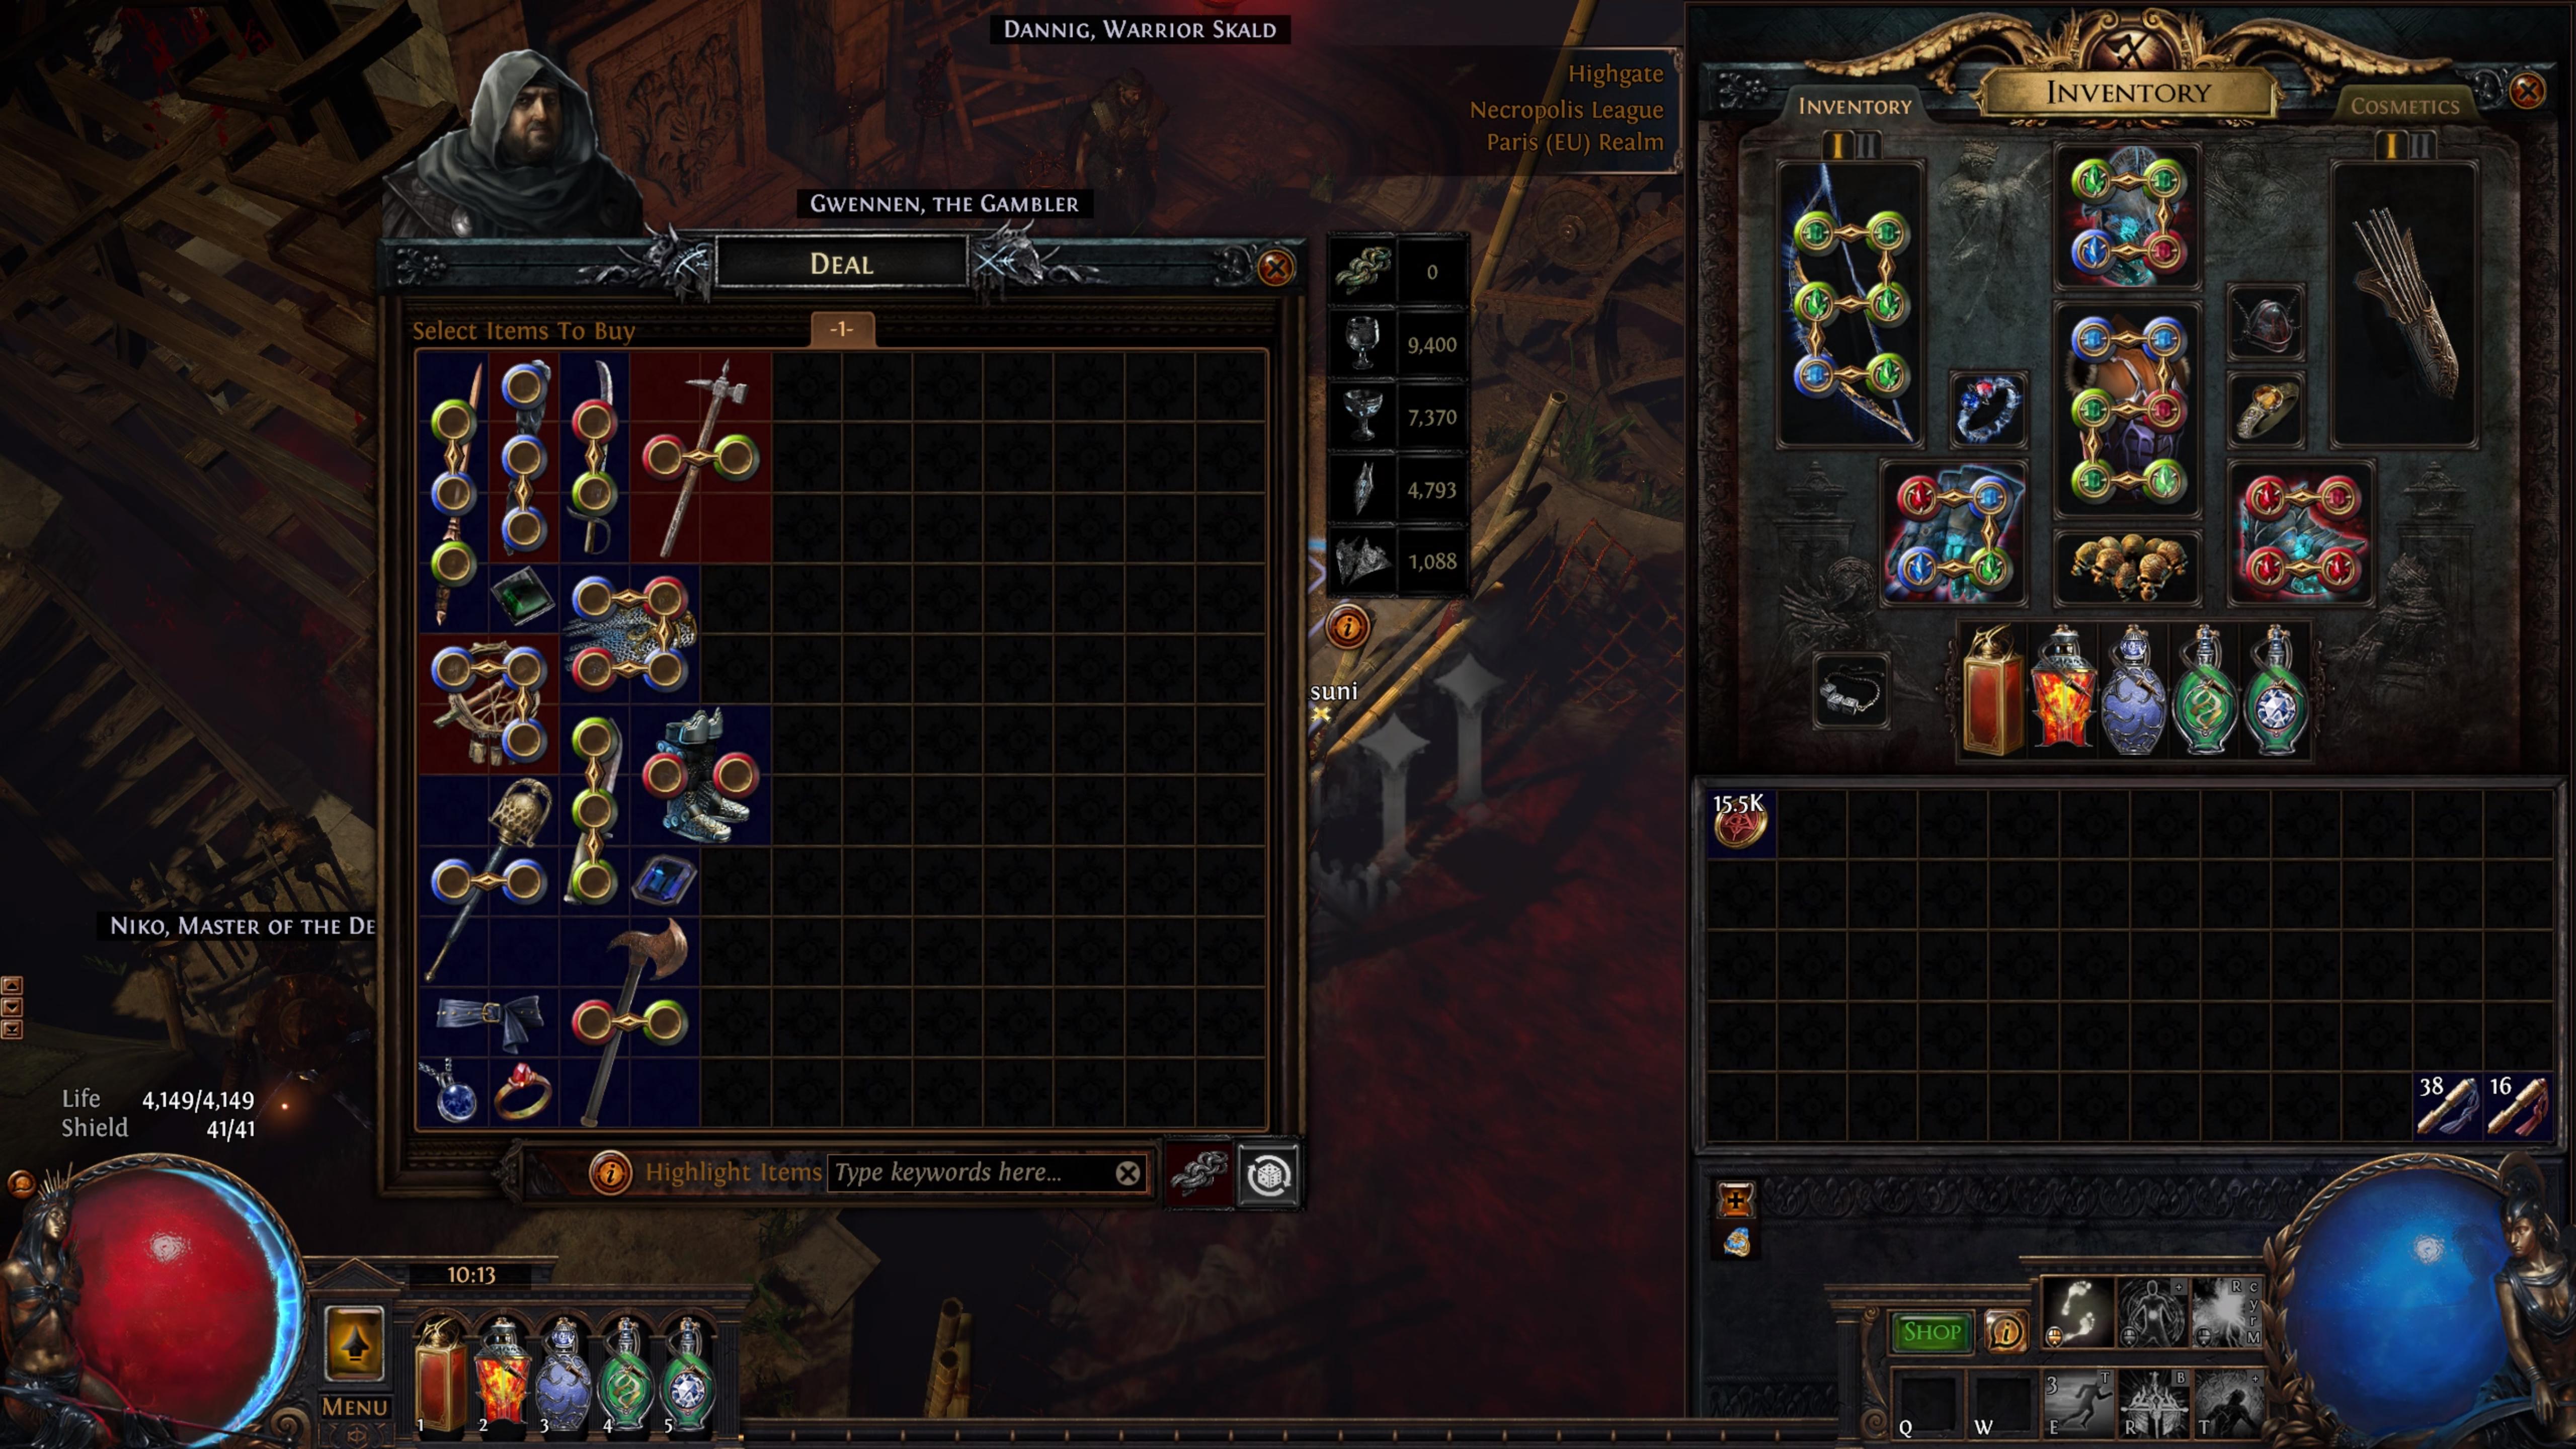 DANNIG, WARRIOR SKALD
Highgate
Necropolis League
Paris (EU) Realm
GWENNEN, THE GAMBLER
DEAL
Select Items To Buy
-1-
0
9,400
7,370
4,793
1,088
suni
NIKO, MASTER OF THE DE
Life 4,149/4,149
Shield 41/41
Highlight Items Type keywords here...
10:13
MENU
1 2 3 4 5
INVENTORY
INVENTORY
COSMETICS
I II
I II
15.5K
38 16
SHOP
R C
y
r
M
Q W 3 E T R B T